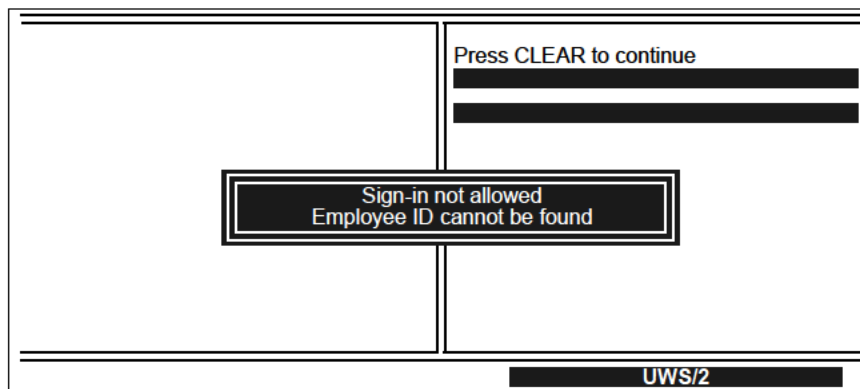 Press CLEAR to continue
Sign-in not allowed
Employee ID cannot be found
UWS/2